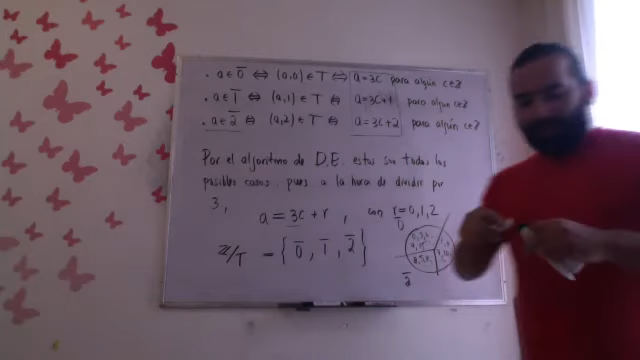 . a ∈ 0̅ ⟺ (a,0) ∈ T ⟺ a = 3c para algún c∈ℤ
. a ∈ 1̅ ⟺ (a,1) ∈ T ⟺ a = 3c+1 para algún c∈ℤ
. a ∈ 2̅ ⟺ (a,2) ∈ T ⟺ a = 3c+2 para algún c∈ℤ
Por el algoritmo de D.E. estos son todos los
posibles casos, pues a la hora de dividir por
3,
a = 3c + r , con r = 0, 1, 2
ℤ/T = { 0̅ , 1̅ , 2̅ }
0̅
2̅